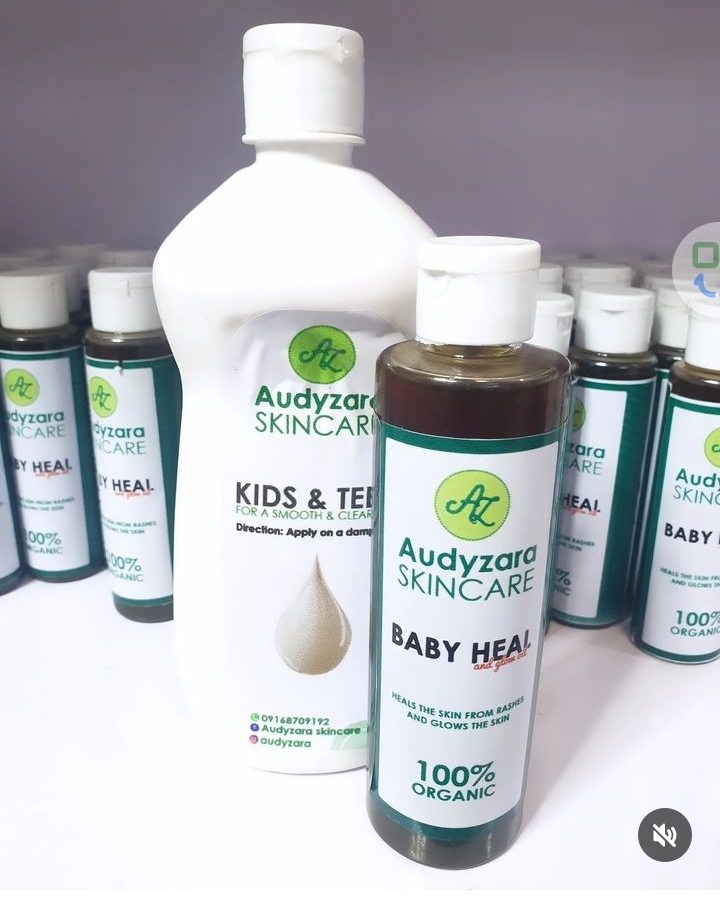 AZ
Audyzara
SKINCARE
KIDS &
FOR A SMOOTH & CLEAR
Direction: Apply on a damp
09168709192
Audyzara skincare
audyzara
AZ
Audyzara
SKINCARE
BABY HEAL
and glow oil
HEALS THE SKIN FROM RASHES
AND GLOWS THE SKIN
100%
ORGANIC